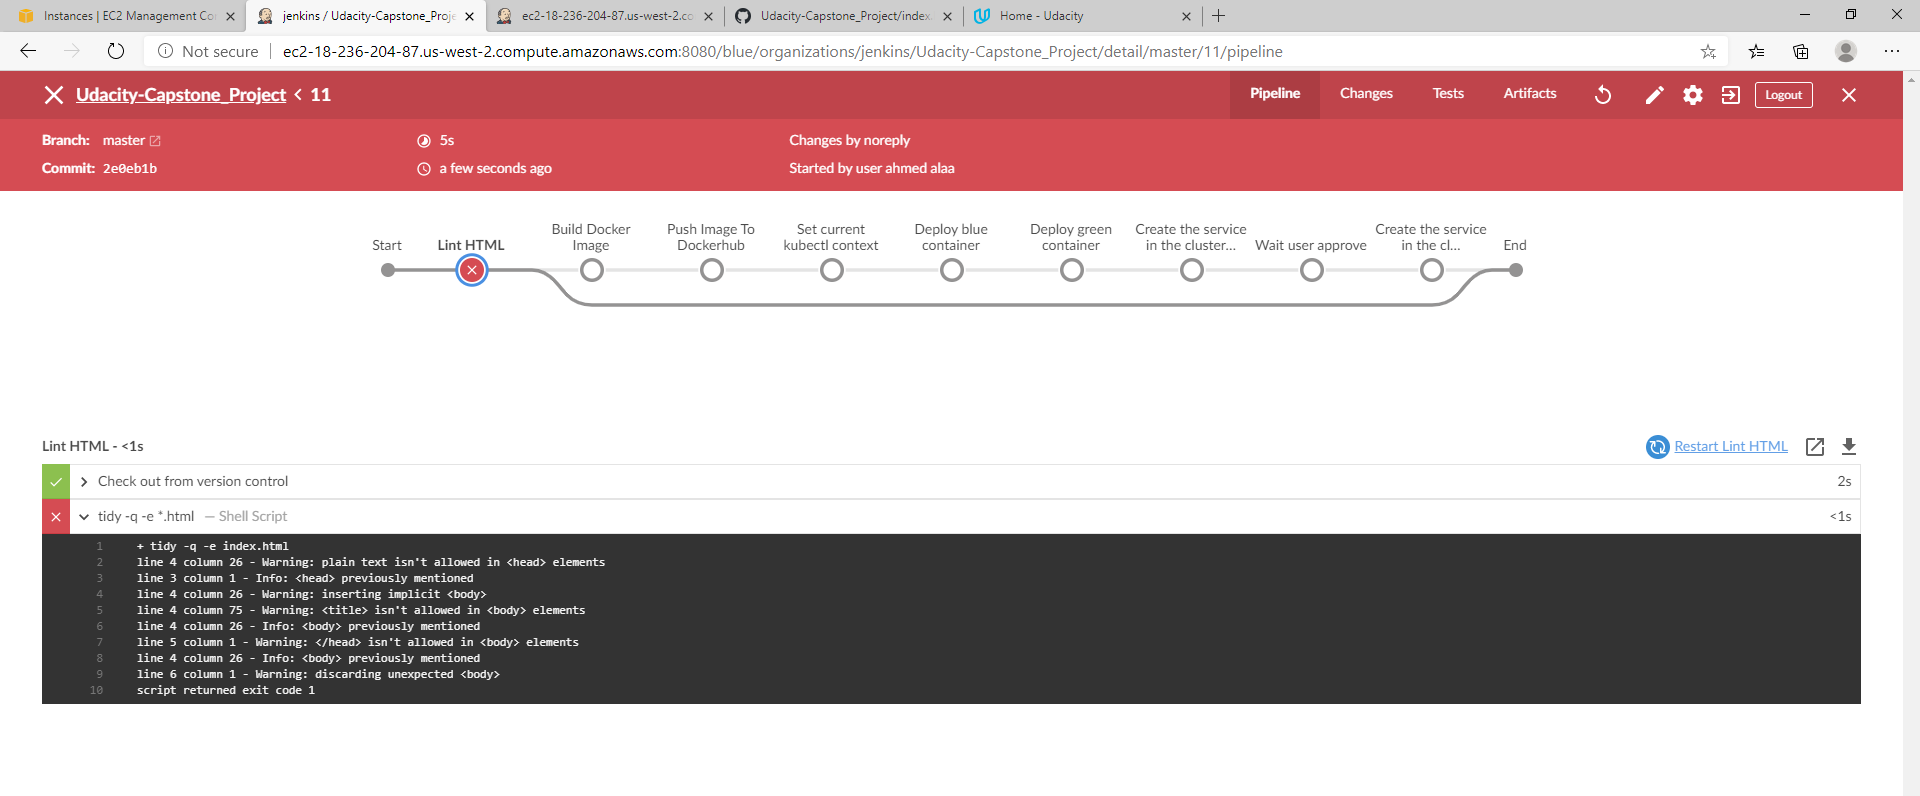 Instances | EC2 Management Co
jenkins / Udacity-Capstone_Proje
ec2-18-236-204-87.us-west-2.co
Udacity-Capstone_Project/index.
Home - Udacity
Not secure
ec2-18-236-204-87.us-west-2.compute.amazonaws.com:8080/blue/organizations/jenkins/Udacity-Capstone_Project/detail/master/11/pipeline
Udacity-Capstone_Project < 11
Pipeline
Changes
Tests
Artifacts
Logout
Branch: master
5s
Changes by noreply
Commit: 2e0eb1b
a few seconds ago
Started by user ahmed alaa
Start
Lint HTML
Build Docker
Image
Push Image To
Dockerhub
Set current
kubectl context
Deploy blue
container
Deploy green
container
Create the service
in the cluster...
Wait user approve
Create the service
in the cl...
End
Lint HTML - <1s
Restart Lint HTML
Check out from version control
2s
tidy -q -e *.html — Shell Script
<1s
1 + tidy -q -e index.html
2 line 4 column 26 - Warning: plain text isn't allowed in <head> elements
3 line 3 column 1 - Info: <head> previously mentioned
4 line 4 column 26 - Warning: inserting implicit <body>
5 line 4 column 75 - Warning: <title> isn't allowed in <body> elements
6 line 4 column 26 - Info: <body> previously mentioned
7 line 5 column 1 - Warning: </head> isn't allowed in <body> elements
8 line 4 column 26 - Info: <body> previously mentioned
9 line 6 column 1 - Warning: discarding unexpected <body>
10 script returned exit code 1